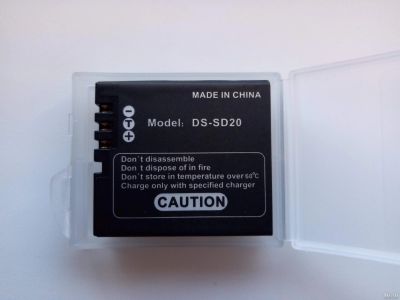 MADE IN CHINA
Model: DS-SD20
T
Don't disassemble
Don't dispose of in fire
Don't store in temperature over 60℃
Charge only with specified charger
CAUTION